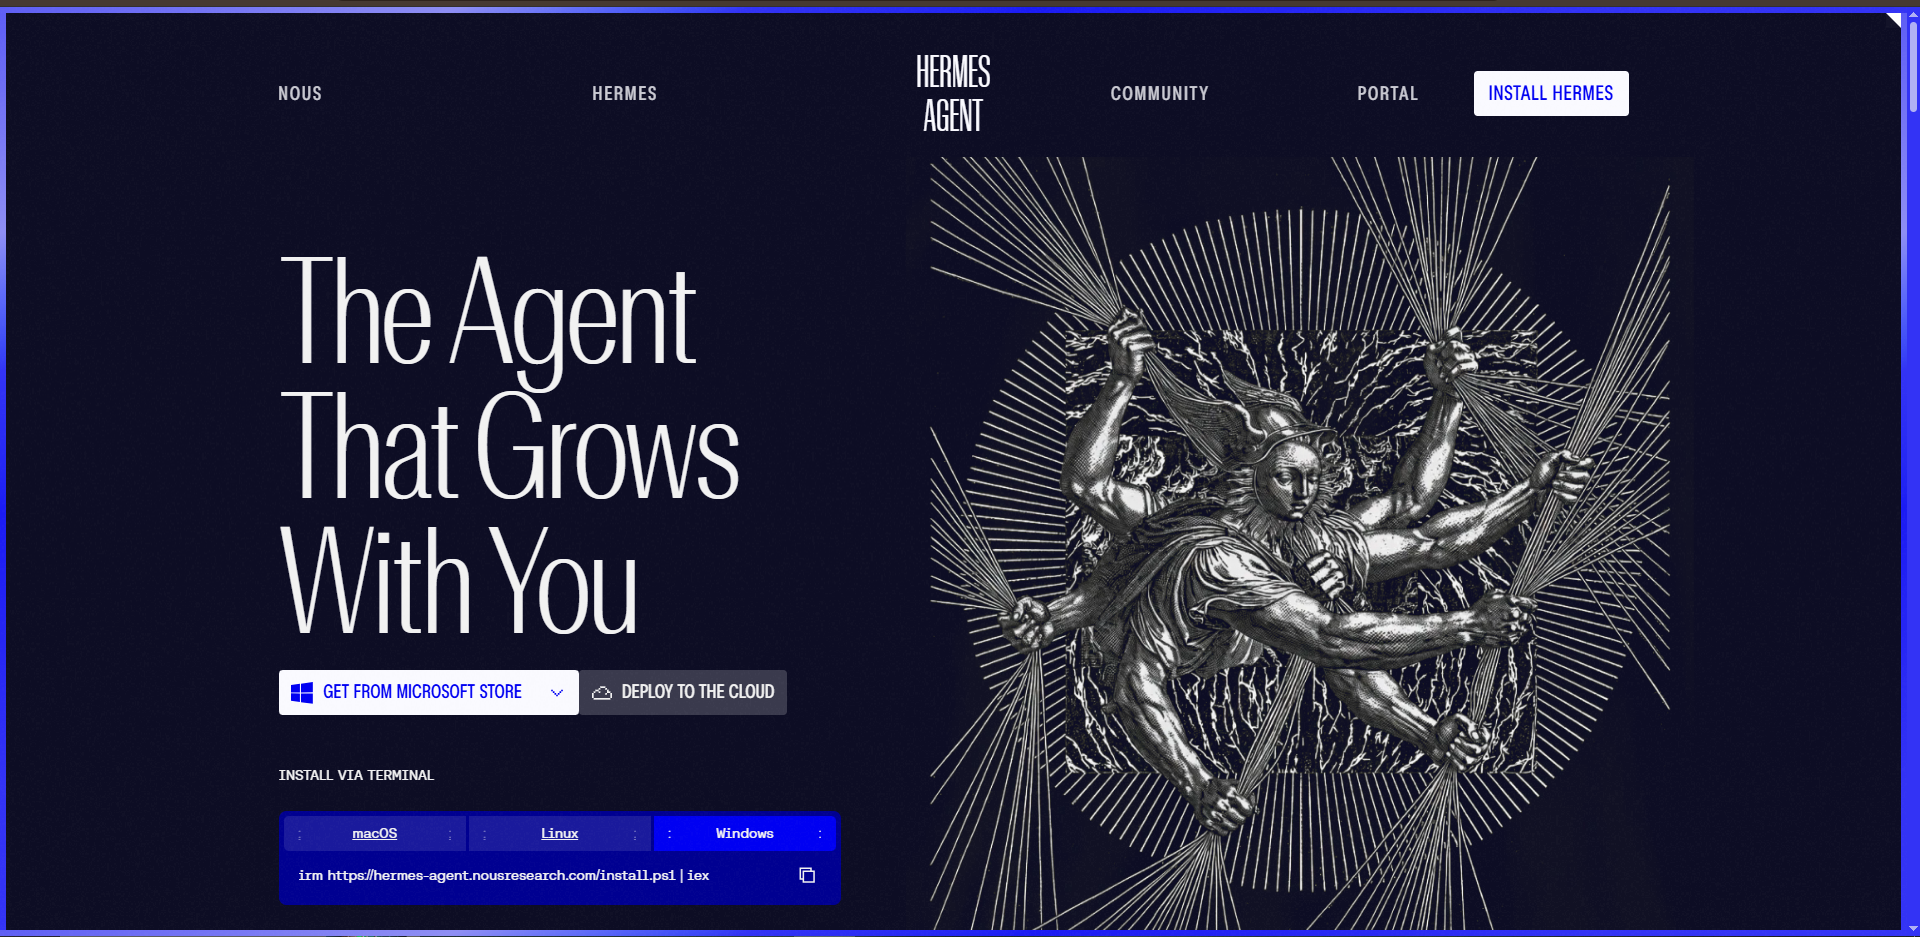 NOUS
HERMES
HERMES
AGENT
COMMUNITY
PORTAL
INSTALL HERMES
The Agent
That Grows
With You
GET FROM MICROSOFT STORE
DEPLOY TO THE CLOUD
INSTALL VIA TERMINAL
: macOS :
: Linux :
: Windows :
irm https://hermes-agent.nousresearch.com/install.ps1 | iex